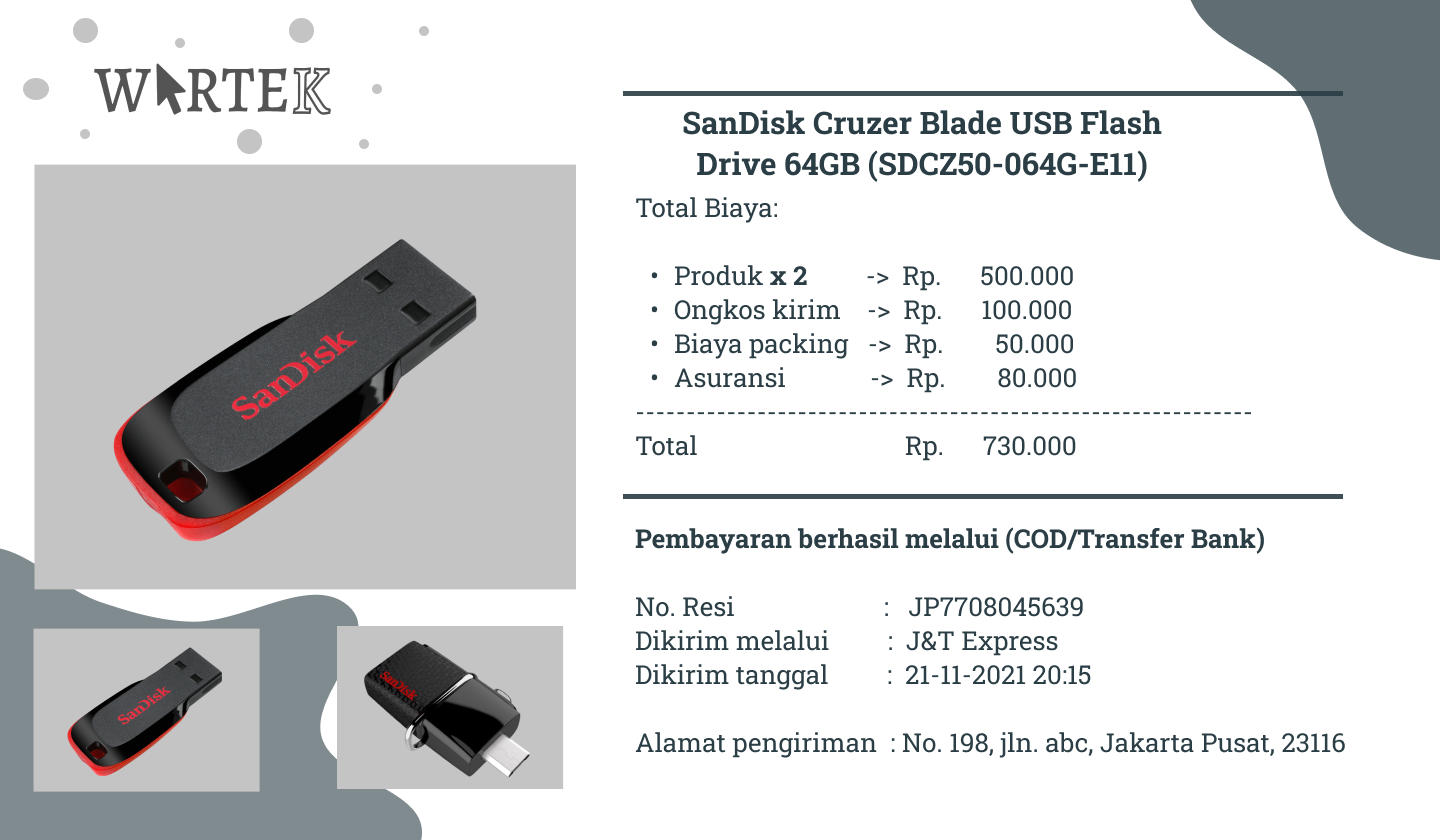 WARTEK
SanDisk Cruzer Blade USB Flash
Drive 64GB (SDCZ50-064G-E11)
Total Biaya:
• Produk x 2 -> Rp. 500.000
• Ongkos kirim -> Rp. 100.000
• Biaya packing -> Rp. 50.000
• Asuransi -> Rp. 80.000
-------------------------------------------------------------
Total Rp. 730.000
SanDisk
Pembayaran berhasil melalui (COD/Transfer Bank)
No. Resi : JP7708045639
Dikirim melalui : J&T Express
Dikirim tanggal : 21-11-2021 20:15
SanDisk
SanDisk
Alamat pengiriman : No. 198, jln. abc, Jakarta Pusat, 23116